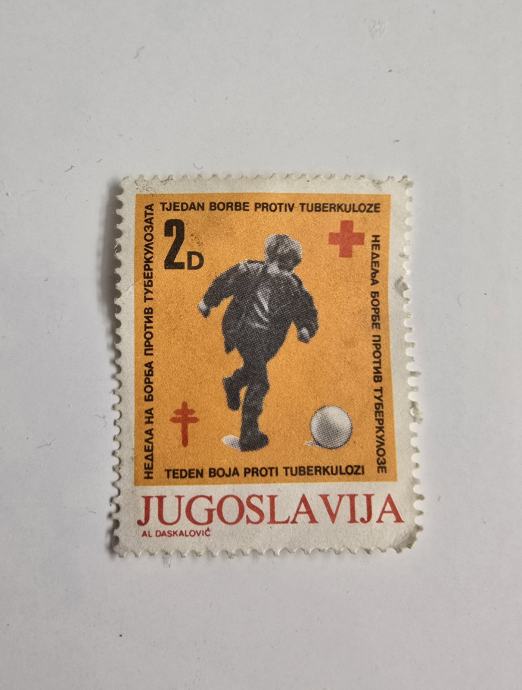 TJEDAN BORBE PROTIV TUBERKULOZE
2D
НЕДЕЛА НА БОРБА ПРОТИВ ТУБЕРКУЛОЗАТА
НЕДЕЉА БОРБЕ ПРОТИВ ТУБЕРКУЛОЗЕ
TEDEN BOJA PROTI TUBERKULOZI
JUGOSLAVIJA
AL DASKALOVIĆ